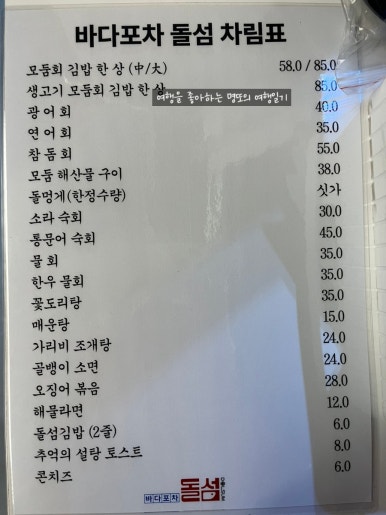 바다포차 돌섬 차림표
모둠회 김밥 한 상 (中/大) 58.0 / 85.0
생고기 모둠회 김밥 한 상 85.0
여행을 좋아하는 명뜨의 여행일기
광 어 회 40.0
연 어 회 35.0
참 돔 회 55.0
모둠 해산물 구이 38.0
돌멍게(한정수량) 싯가
소라 숙회 30.0
통문어 숙회 45.0
물 회 35.0
한우 물회 35.0
꽃도리탕 35.0
매운탕 15.0
가리비 조개탕 24.0
골뱅이 소면 24.0
오징어 볶음 28.0
해물라면 12.0
돌섬김밥 (2줄) 6.0
추억의 설탕 토스트 8.0
콘치즈 6.0
바다포차 돌섬